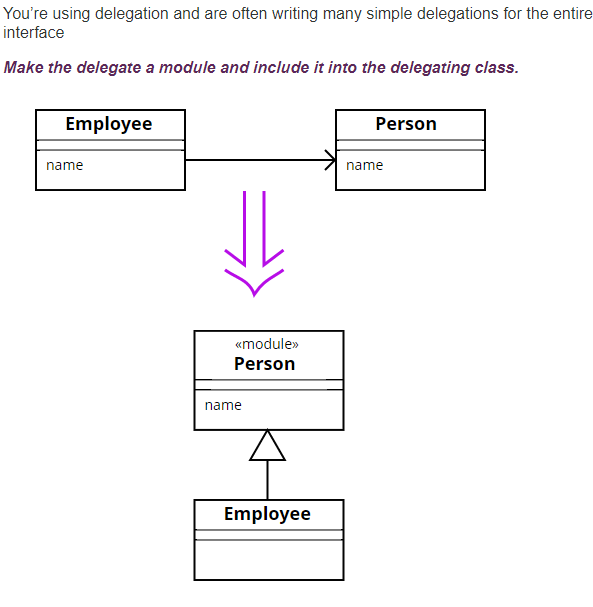 You’re using delegation and are often writing many simple delegations for the entire
interface
Make the delegate a module and include it into the delegating class.
Employee
Person
name
name
«module»
Person
name
Employee